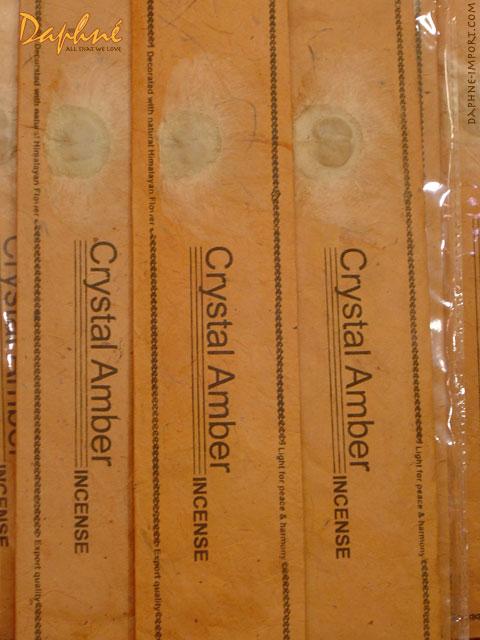 Daphné
ALL THAT WE LOVE
DAPHNE-IMPORT.COM
Crystal Amber
INCENSE
Decorated with natural Himalayan Flower
Crystal Amber
INCENSE
Export quality
Decorated with natural Himalayan Flower
Crystal Amber
INCENSE
Light for peace & harmony
Export quality
Crystal Amber
INCENSE
Light for peace & harmony